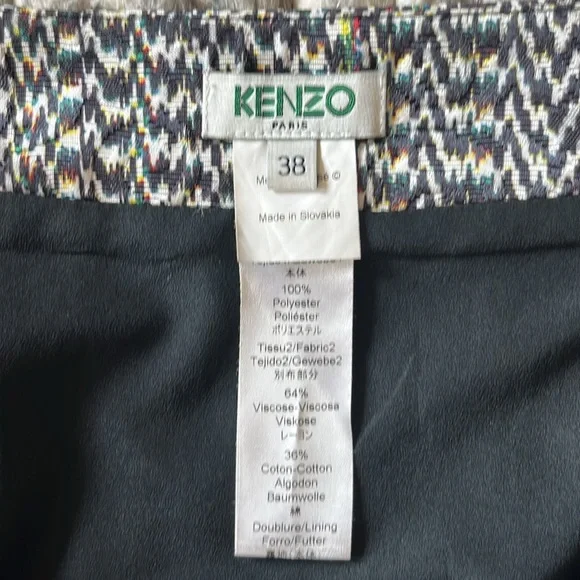 KENZO
PARIS
38
©
Made in Slovakia
本体
100%
Polyester
Poliéster
ポリエステル
Tissu2/Fabric2
Tejido2/Gewebe2
別布部分
64%
Viscose-Viscosa
Viskose
レーヨン
36%
Coton-Cotton
Algodon
Baumwolle
綿
Doublure/Lining
Forro/Futter